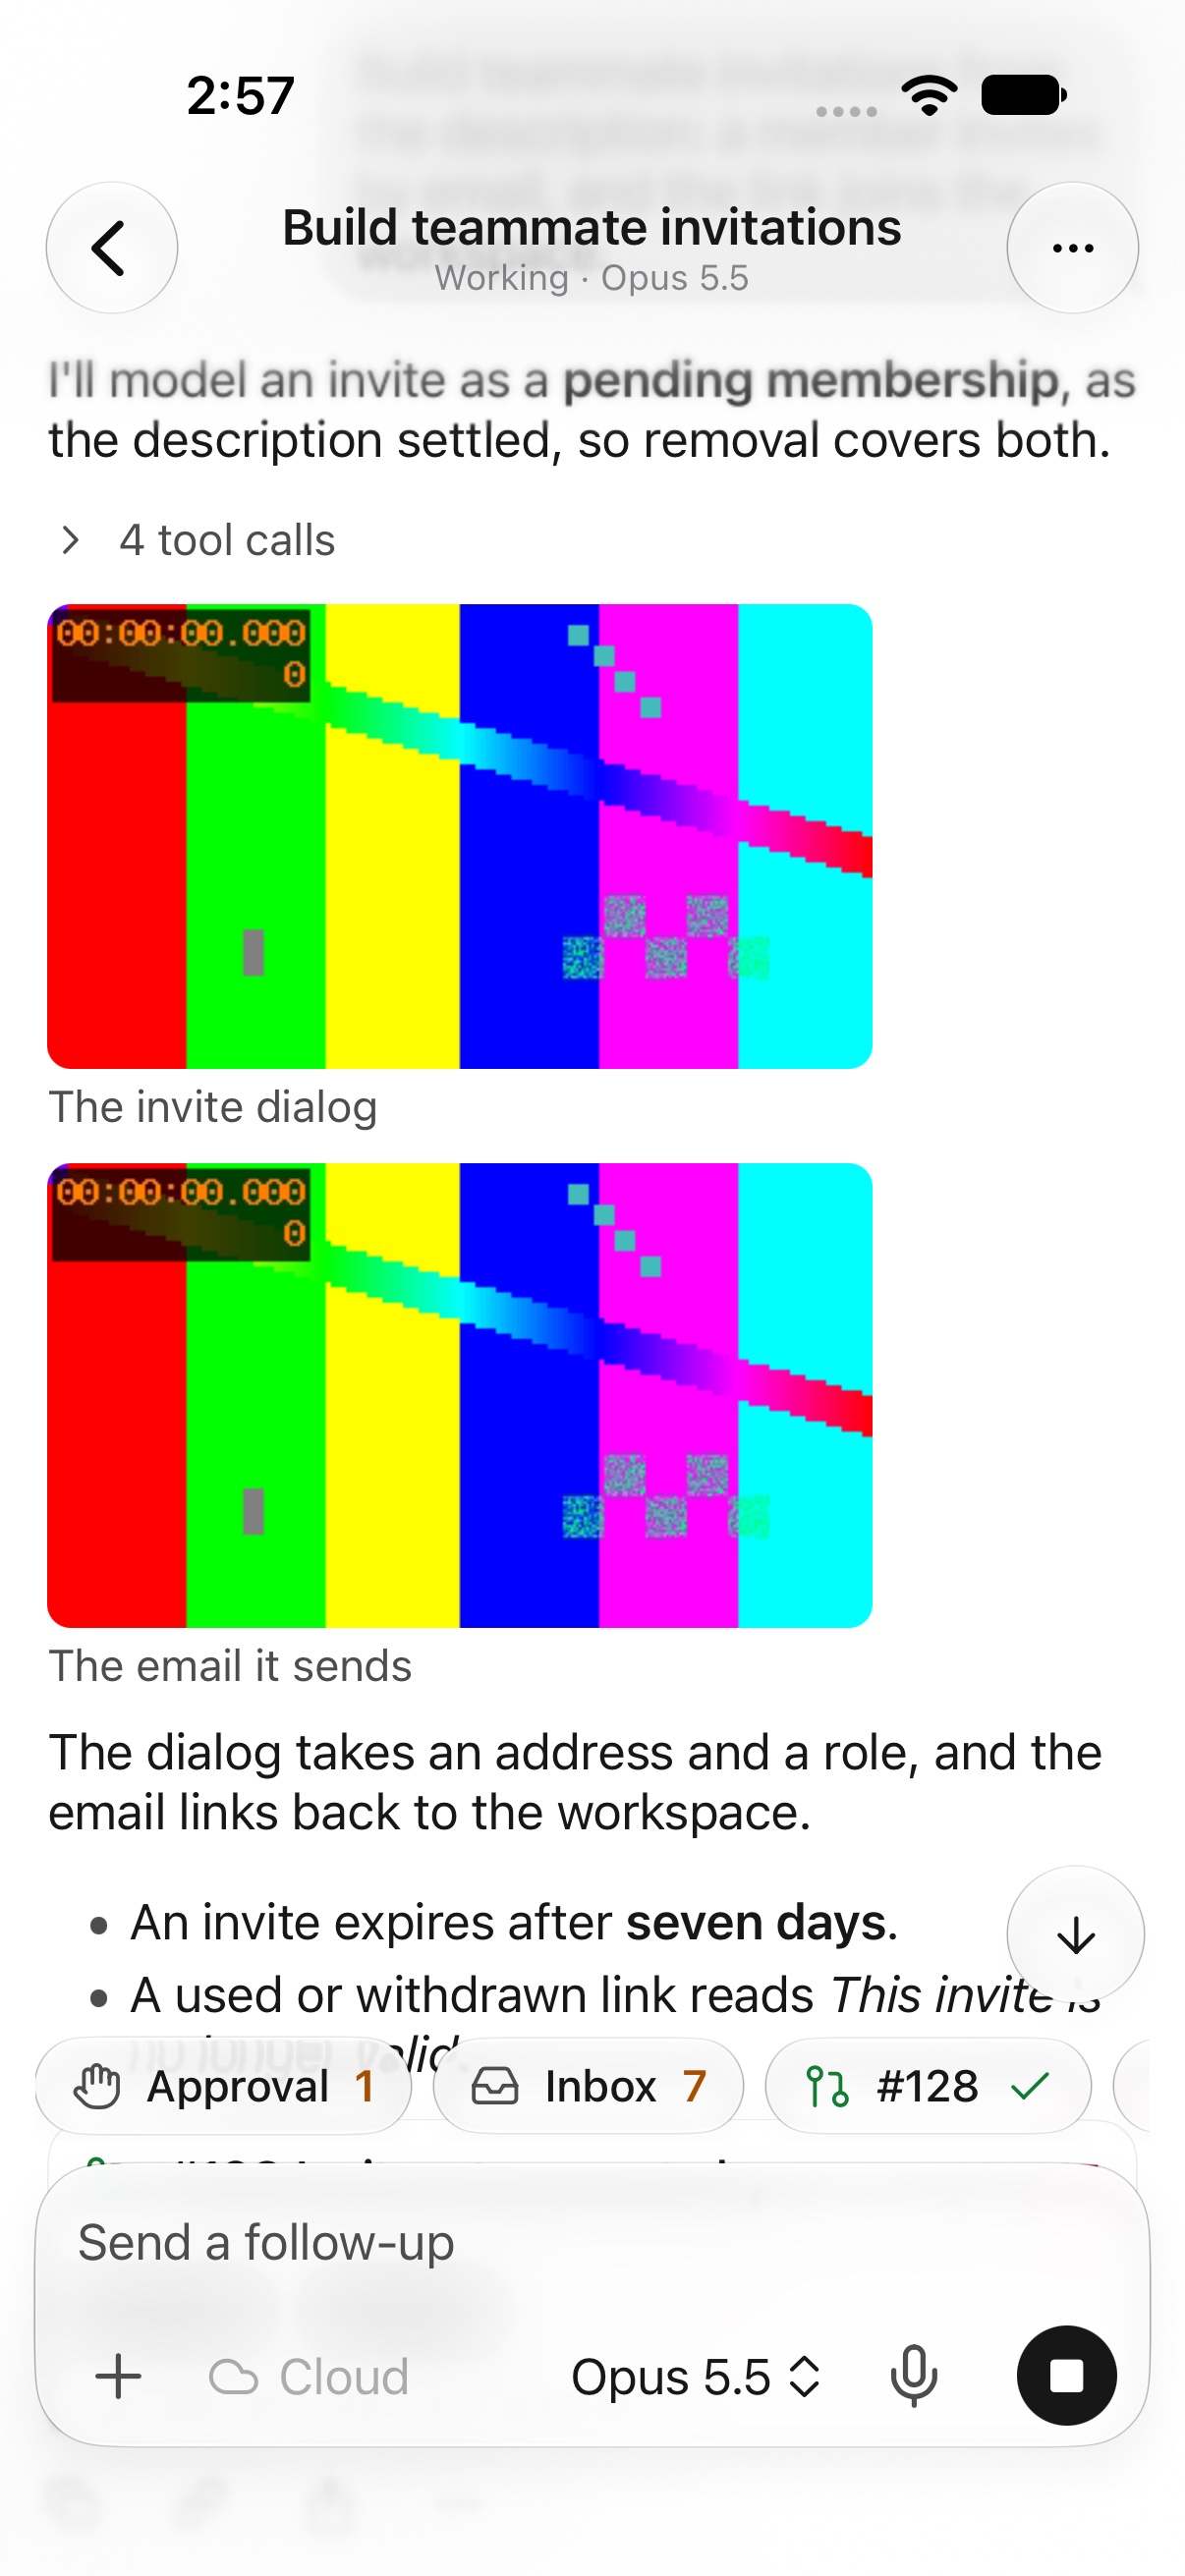 2:57
Build teammate invitations
Working · Opus 5.5
I'll model an invite as a pending membership, as
the description settled, so removal covers both.
4 tool calls
00:00:00.000
0
The invite dialog
00:00:00.000
0
The email it sends
The dialog takes an address and a role, and the
email links back to the workspace.
An invite expires after seven days.
A used or withdrawn link reads This invite is
Approval 1
Inbox 7
#128
Send a follow-up
Cloud
Opus 5.5